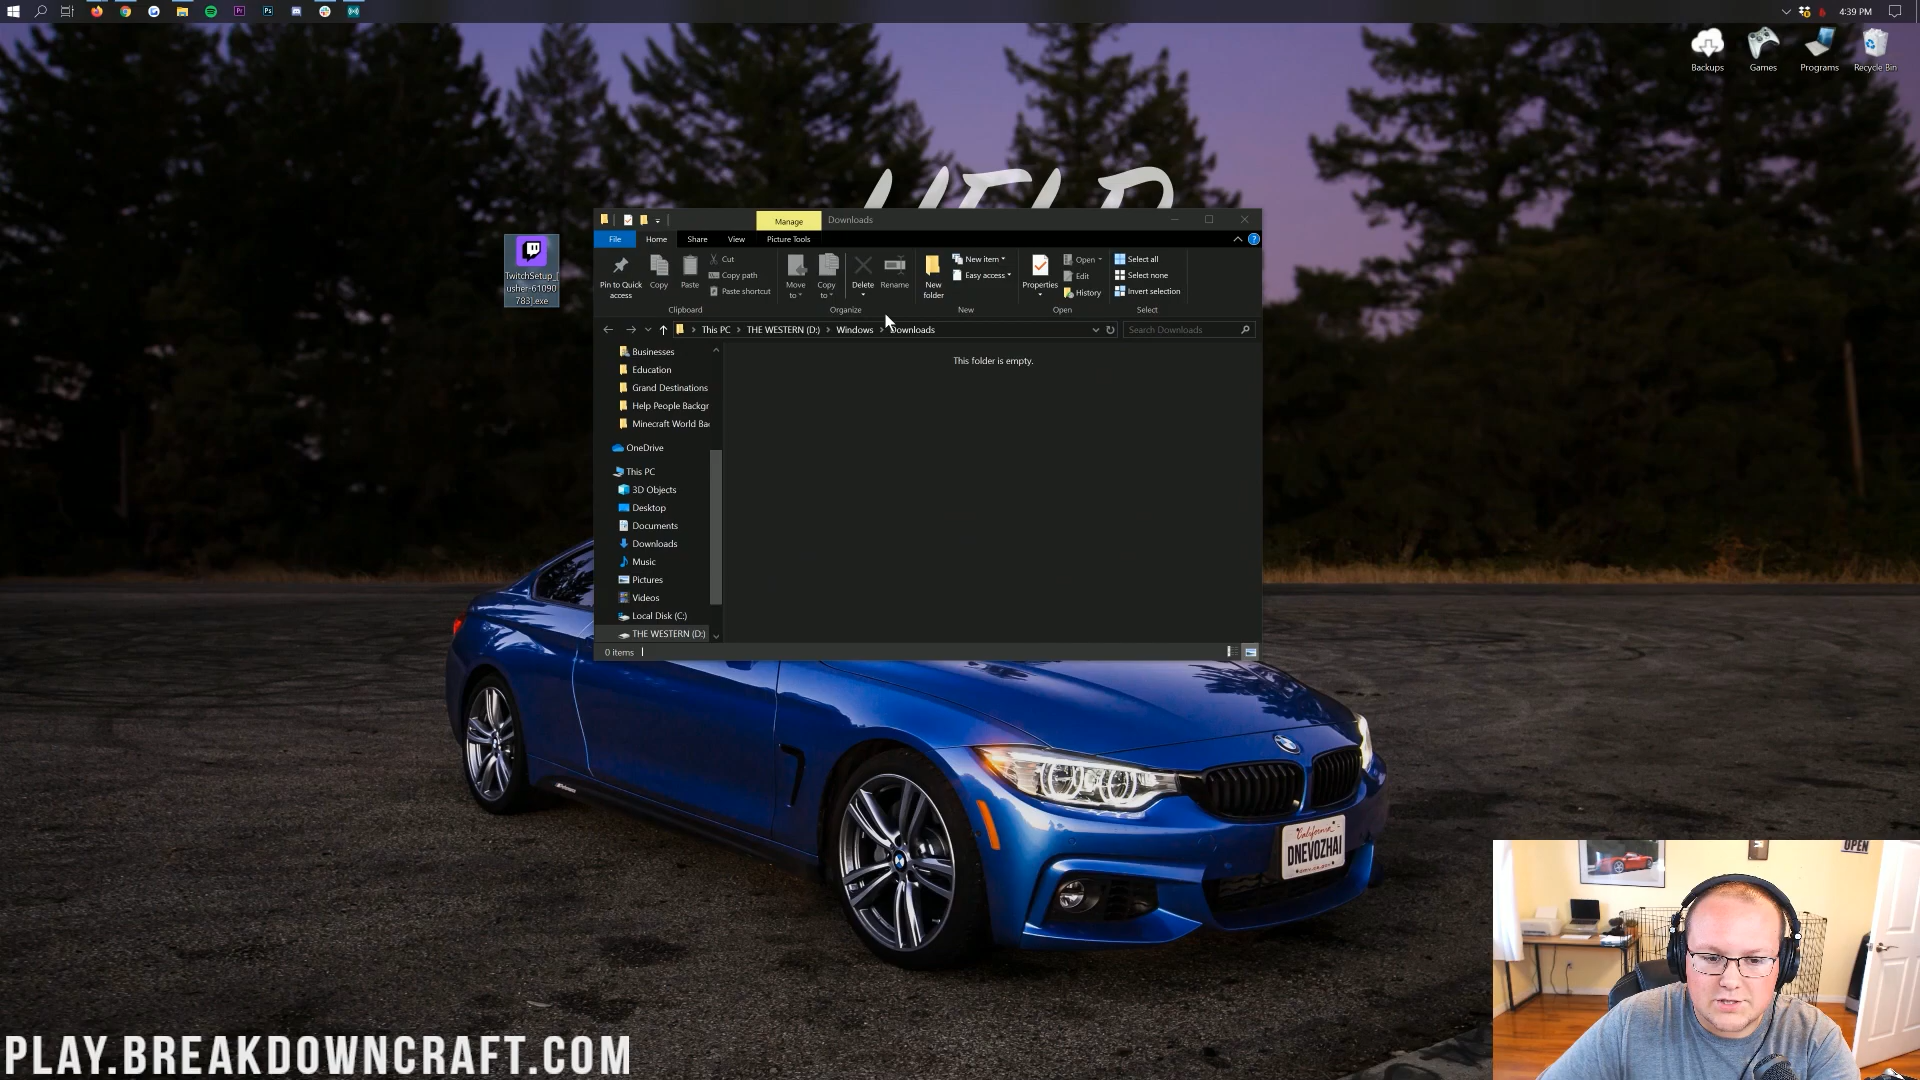 4:39 PM
Backups
Games
Programs
Recycle Bin
HELP
TwitchSetup_[
usher-61090
783].exe
Manage
Downloads
File
Home
Share
View
Picture Tools
Pin to Quick
access
Copy
Paste
Cut
Copy path
Paste shortcut
Clipboard
Move
to
Copy
to
Delete
Rename
Organize
New
folder
New item
Easy access
New
Properties
Open
Edit
History
Open
Select all
Select none
Invert selection
Select
This PC
THE WESTERN (D:)
Windows
Downloads
Search Downloads
This folder is empty.
Businesses
Education
Grand Destinations
Help People Backgr
Minecraft World Ba
OneDrive
This PC
3D Objects
Desktop
Documents
Downloads
Music
Pictures
Videos
Local Disk (C:)
THE WESTERN (D:)
0 items
California
DNEVOZHAI
OPEN
PLAY.BREAKDOWNCRAFT.COM